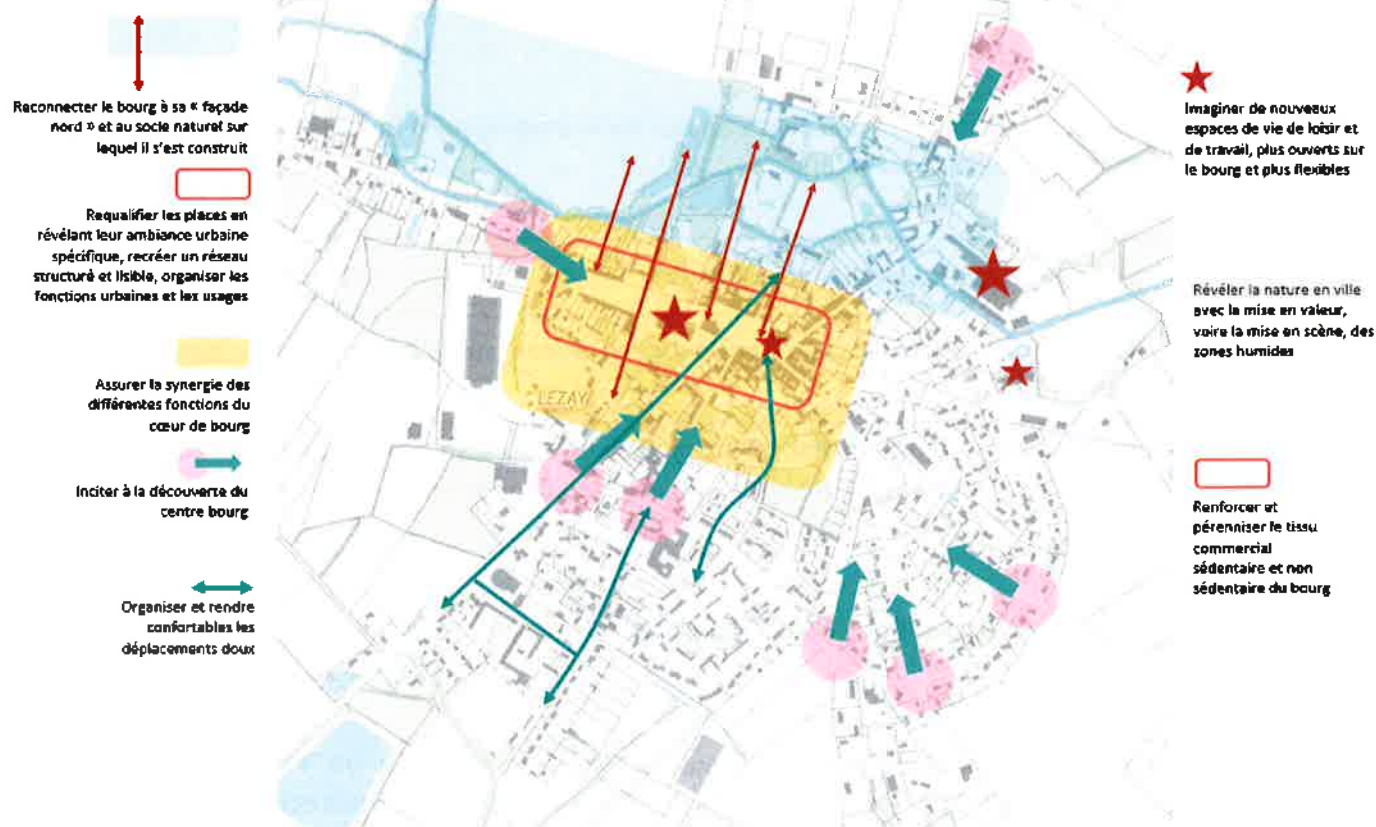 Reconnecter le bourg à sa « façade
nord » et au socle naturel sur
lequel il s'est construit
Requalifier les places en
révélant leur ambiance urbaine
spécifique, recréer un réseau
structuré et lisible, organiser les
fonctions urbaines et les usages
Assurer la synergie des
différentes fonctions du
cœur de bourg
Inciter à la découverte du
centre bourg
Organiser et rendre
confortables les
déplacements doux
LEZAY
A E
Imaginer de nouveaux
espaces de vie de loisir et
de travail, plus ouverts sur
le bourg et plus flexibles
Révéler la nature en ville
avec la mise en valeur,
voire la mise en scène, des
zones humides
Renforcer et
pérenniser le tissu
commercial
sédentaire et non
sédentaire du bourg